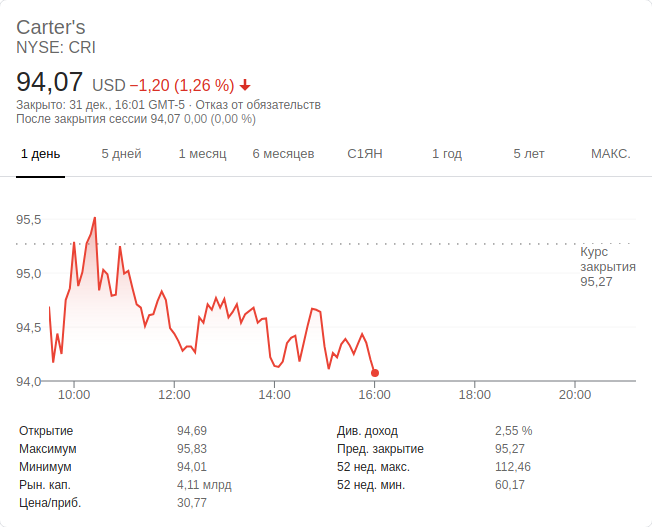 Carter's
NYSE: CRI
94,07 USD −1,20 (1,26 %)
Закрыто: 31 дек., 16:01 GMT-5 · Отказ от обязательств
После закрытия сессии 94,07 0,00 (0,00 %)
1 день 5 дней 1 месяц 6 месяцев С1ЯН 1 год 5 лет МАКС.
95,5
Курс
закрытия
95,27
95,0
94,5
94,0
10:00 12:00 14:00 16:00 18:00 20:00
Открытие 94,69 Див. доход 2,55 %
Максимум 95,83 Пред. закрытие 95,27
Минимум 94,01 52 нед. макс. 112,46
Рын. кап. 4,11 млрд 52 нед. мин. 60,17
Цена/приб. 30,77